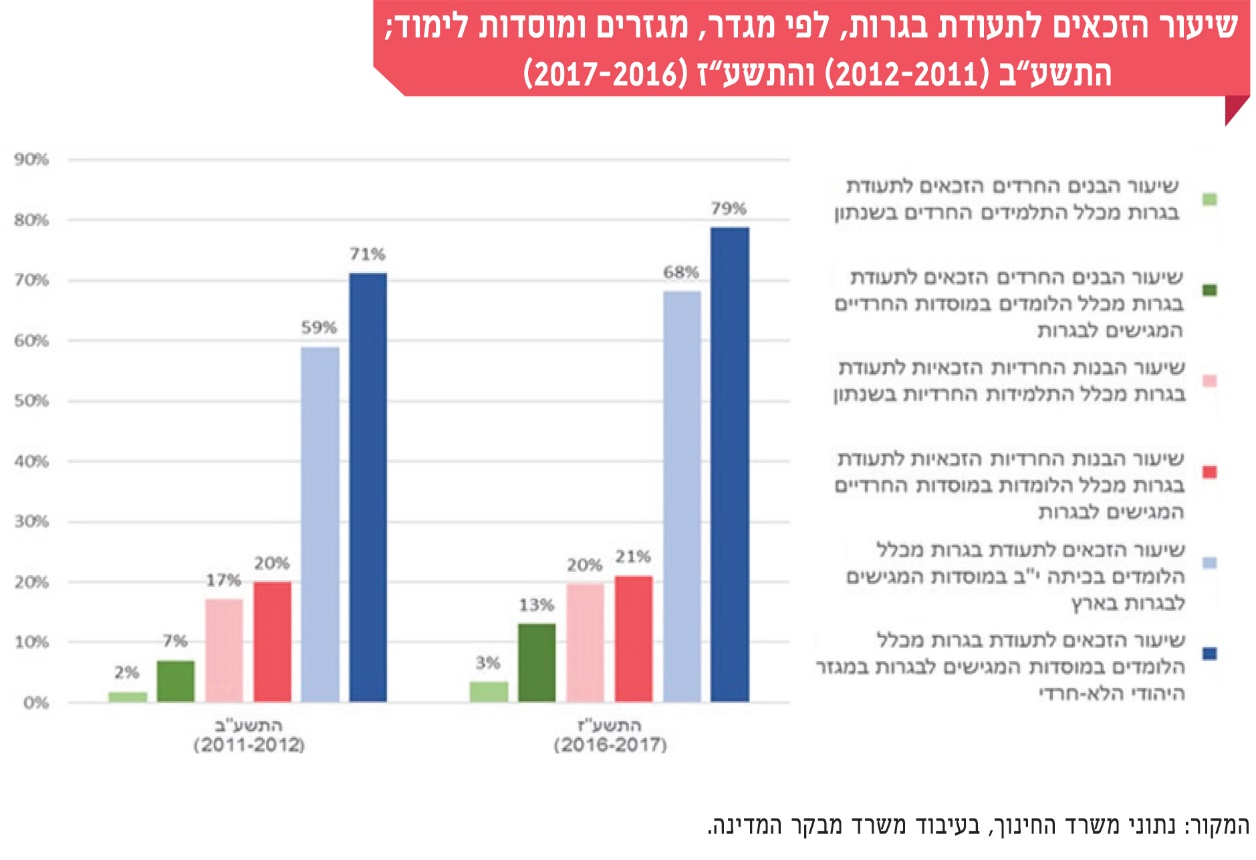 שיעור הזכאים לתעודת בגרות, לפי מגדר, מגזרים ומוסדות לימוד;
התשע"ב (2012-2011) והתשע"ז (2017-2016)
90%
80%
70%
60%
50%
40%
30%
20%
10%
0%
2%
7%
17%
20%
59%
71%
3%
13%
20%
21%
68%
79%
התשע"ב
(2011-2012)
התשע"ז
(2016-2017)
שיעור הבנים החרדים הזכאים לתעודת
בגרות מכלל התלמידים החרדים בשנתון
שיעור הבנים החרדים הזכאים לתעודת
בגרות מכלל הלומדים במוסדות החרדיים
המגישים לבגרות
שיעור הבנות החרדיות הזכאיות לתעודת
בגרות מכלל התלמידות החרדיות בשנתון
שיעור הבנות החרדיות הזכאיות לתעודת
בגרות מכלל הלומדות במוסדות החרדיים
המגישים לבגרות
שיעור הזכאים לתעודת בגרות מכלל
הלומדים בכיתה י"ב במוסדות המגישים
לבגרות בארץ
שיעור הזכאים לתעודת בגרות מכלל
הלומדים במוסדות המגישים לבגרות במגזר
היהודי הלא-חרדי
המקור: נתוני משרד החינוך, בעיבוד משרד מבקר המדינה.